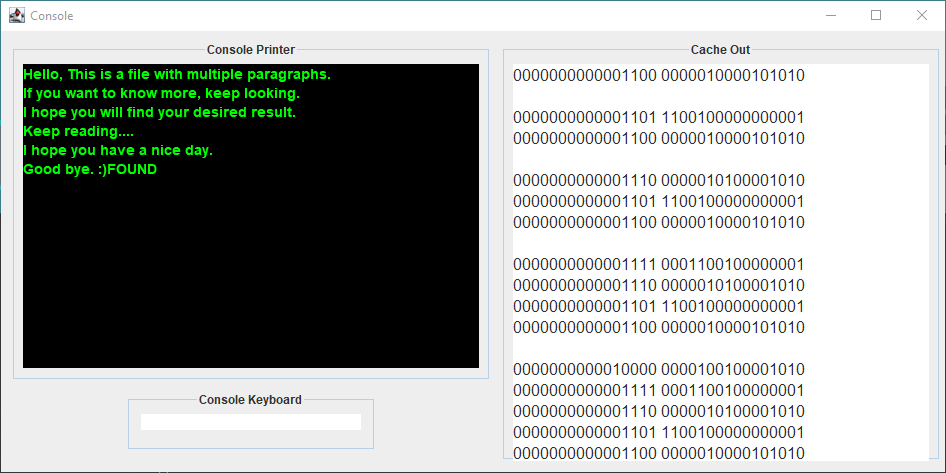 Console
Console Printer
Hello, This is a file with multiple paragraphs.
If you want to know more, keep looking.
I hope you will find your desired result.
Keep reading....
I hope you have a nice day.
Good bye. :)FOUND
Console Keyboard
Cache Out
0000000000001100 0000010000101010
0000000000001101 1100100000000001
0000000000001100 0000010000101010
0000000000001110 0000010100001010
0000000000001101 1100100000000001
0000000000001100 0000010000101010
0000000000001111 0001100100000001
0000000000001110 0000010100001010
0000000000001101 1100100000000001
0000000000001100 0000010000101010
0000000000010000 0000100100001010
0000000000001111 0001100100000001
0000000000001110 0000010100001010
0000000000001101 1100100000000001
0000000000001100 0000010000101010